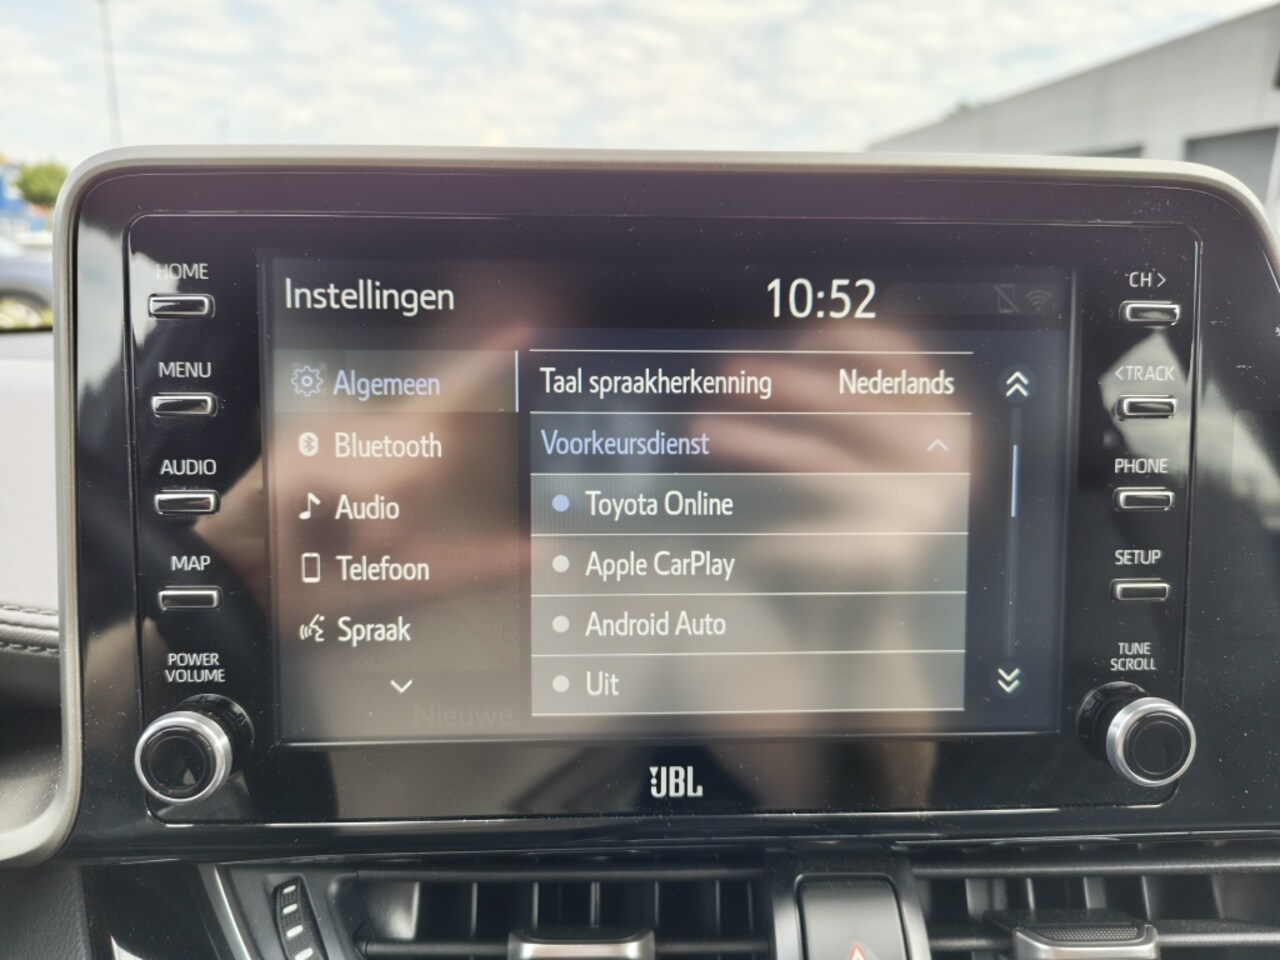 HOME
MENU
AUDIO
MAP
POWER
VOLUME
Instellingen
10:52
Algemeen
Bluetooth
Audio
Telefoon
Spraak
Nieuwe
Taal spraakherkenning Nederlands
Voorkeursdienst
Toyota Online
Apple CarPlay
Android Auto
Uit
CH >
< TRACK
PHONE
SETUP
TUNE
SCROLL
JBL